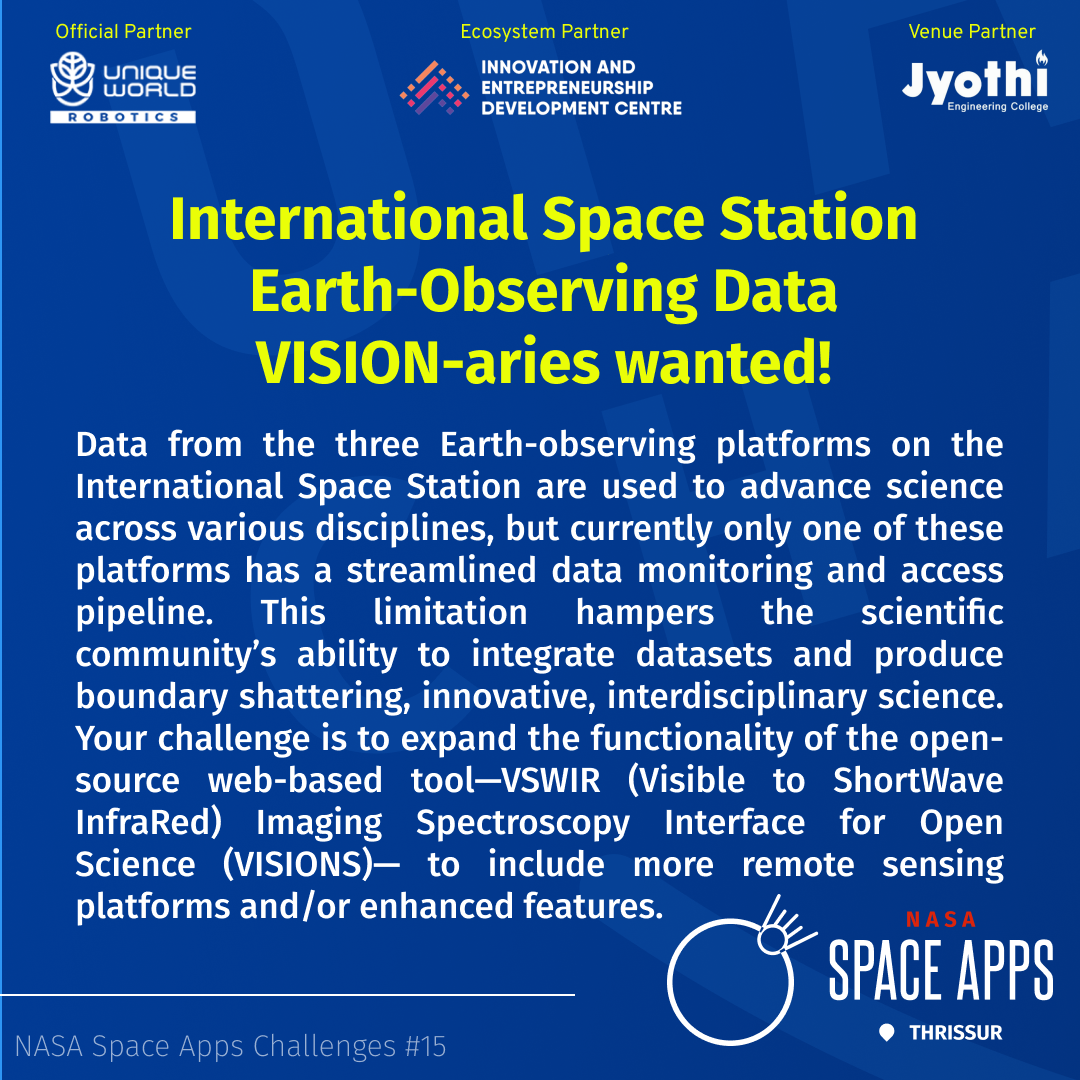 Official Partner
UNIQUE
WORLD
ROBOTICS
Ecosystem Partner
INNOVATION AND
ENTREPRENEURSHIP
DEVELOPMENT CENTRE
Venue Partner
Jyothi
Engineering College
International Space Station
Earth-Observing Data
VISION-aries wanted!
Data from the three Earth-observing platforms on the
International Space Station are used to advance science
across various disciplines, but currently only one of these
platforms has a streamlined data monitoring and access
pipeline. This limitation hampers the scientific
community’s ability to integrate datasets and produce
boundary shattering, innovative, interdisciplinary science.
Your challenge is to expand the functionality of the open-
source web-based tool—VSWIR (Visible to ShortWave
InfraRed) Imaging Spectroscopy Interface for Open
Science (VISIONS)— to include more remote sensing
platforms and/or enhanced features.
NASA
SPACE APPS
THRISSUR
NASA Space Apps Challenges #15